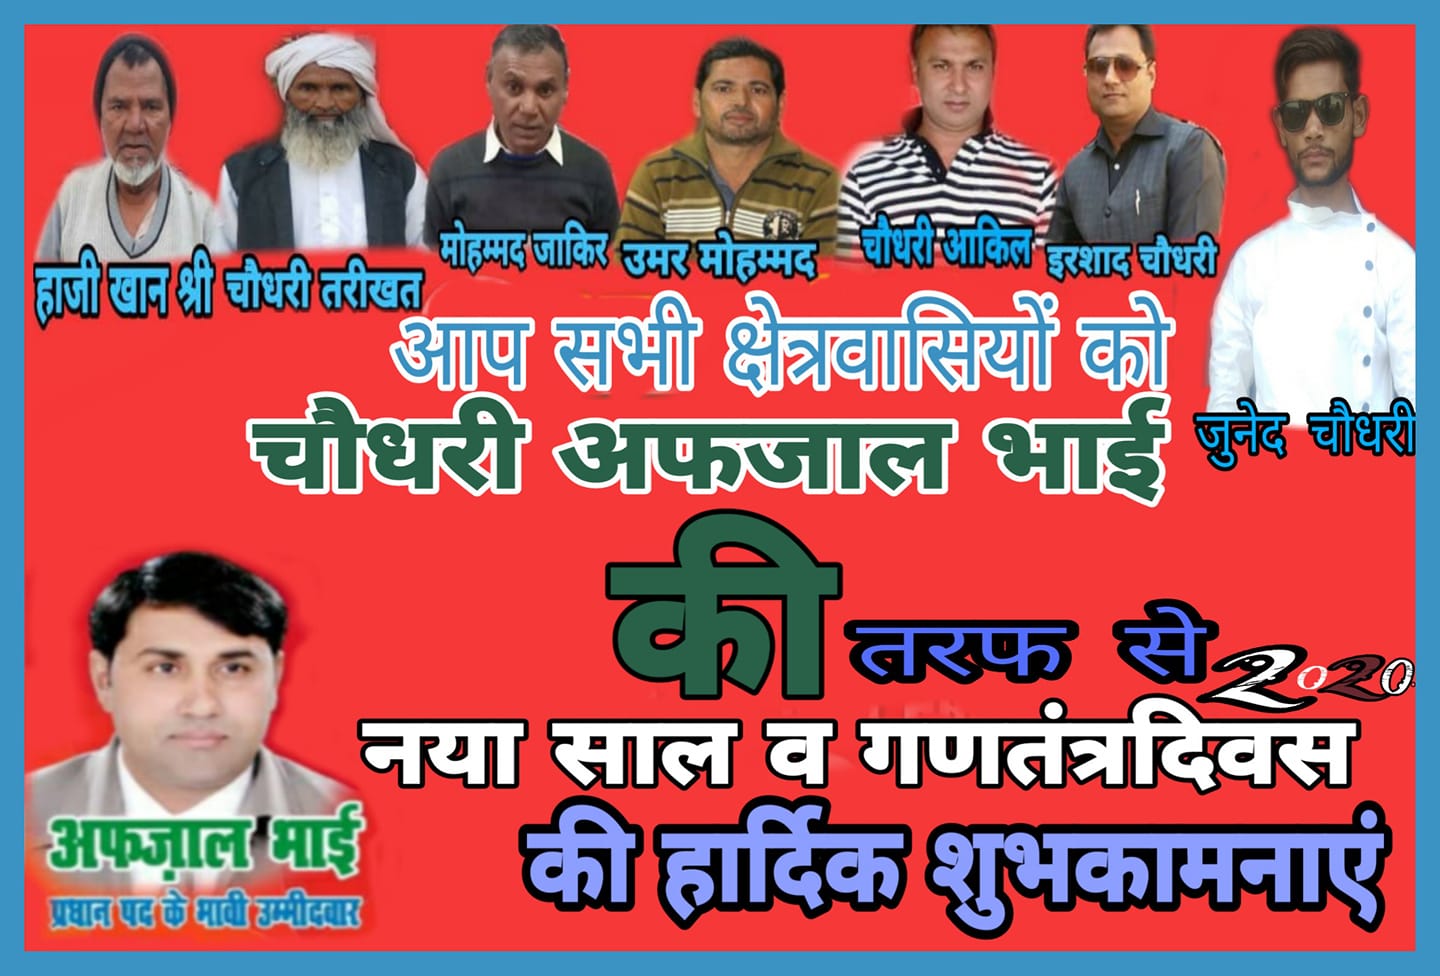 हाजी खान श्री चौधरी तरीखत
मोहम्मद जाकिर
उमर मोहम्मद
चौधरी आकिल
इरशाद चौधरी
जुनेद चौधरी
आप सभी क्षेत्रवासियों को
चौधरी अफजाल भाई
की तरफ से 2020
नया साल व गणतंत्रदिवस
की हार्दिक शुभकामनाएं
अफज़ाल भाई
प्रधान पद के भावी उम्मीदवार